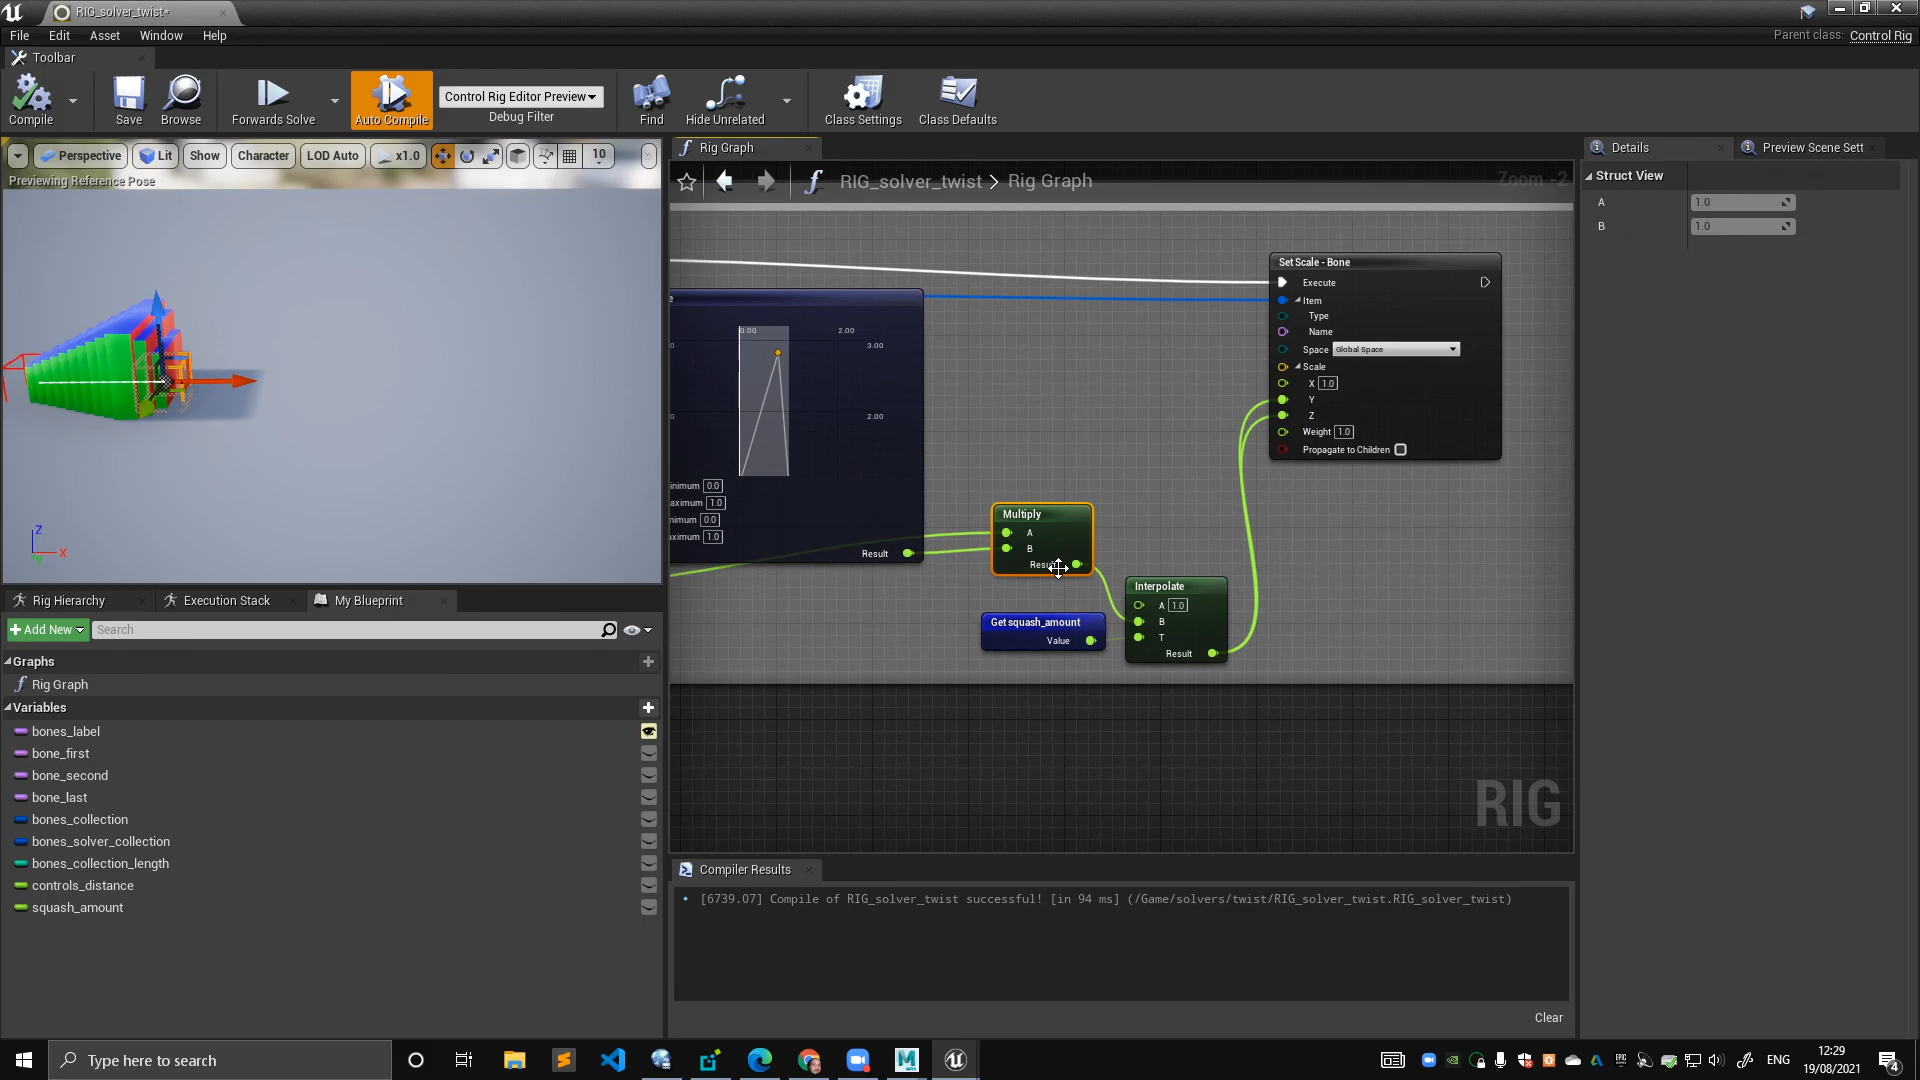 RIG_solver_twist*
File Edit Asset Window Help
Parent class: Control Rig
Toolbar
Compile
Save
Browse
Forwards Solve
Auto Compile
Control Rig Editor Preview
Debug Filter
Find
Hide Unrelated
Class Settings
Class Defaults
Perspective Lit Show Character LOD Auto x1.0 10
Previewing Reference Pose
Z
X
Rig Graph
RIG_solver_twist > Rig Graph
Zoom -2
0.00 2.00
3.00
2.00
inimum 0.0
aximum 1.0
inimum 0.0
aximum 1.0
Result
Multiply
A
B
Result
Get squash_amount
Value
Interpolate
A 1.0
B
T
Result
Set Scale - Bone
Execute
Item
Type
Name
Space Global Space
Scale
X 1.0
Y
Z
Weight 1.0
Propagate to Children
RIG
Details
Preview Scene Sett
Struct View
A 1.0
B 1.0
Rig Hierarchy
Execution Stack
My Blueprint
Add New
Search
Graphs
Rig Graph
Variables
bones_label
bone_first
bone_second
bone_last
bones_collection
bones_solver_collection
bones_collection_length
controls_distance
squash_amount
Compiler Results
• [6739.07] Compile of RIG_solver_twist successful! [in 94 ms] (/Game/solvers/twist/RIG_solver_twist.RIG_solver_twist)
Clear
Type here to search
ENG
12:29
19/08/2021
4